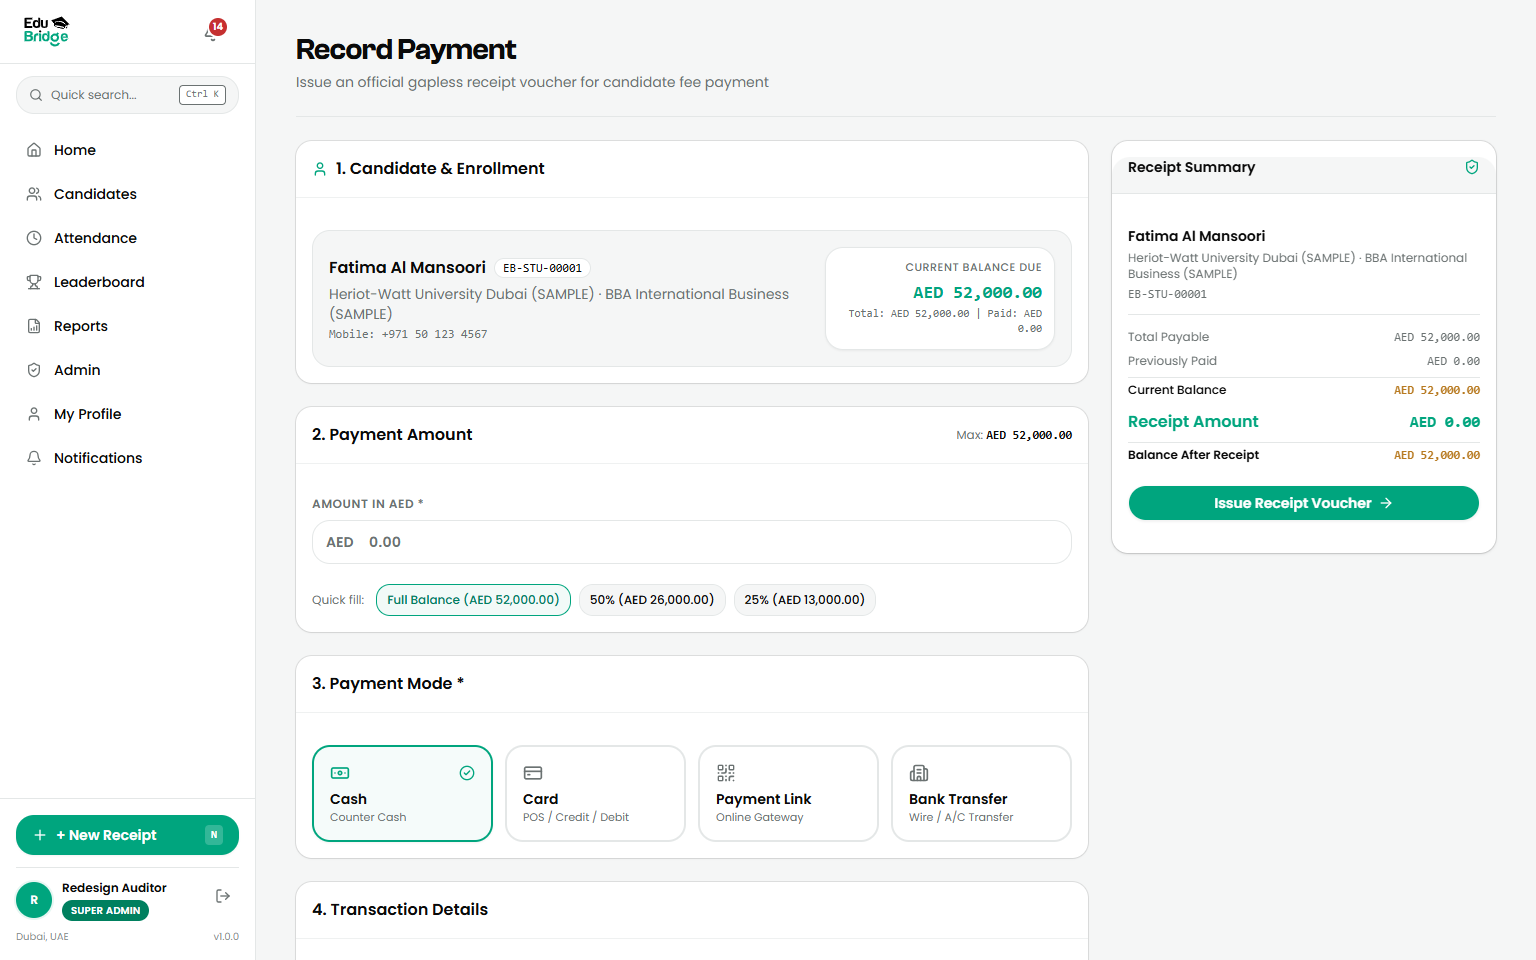 Edu
Bridge
14
Quick search...
Ctrl K
Home
Candidates
Attendance
Leaderboard
Reports
Admin
My Profile
Notifications
+ New Receipt
N
R
Redesign Auditor
SUPER ADMIN
Dubai, UAE
v1.0.0
Record Payment
Issue an official gapless receipt voucher for candidate fee payment
1. Candidate & Enrollment
Fatima Al Mansoori
EB-STU-00001
Heriot-Watt University Dubai (SAMPLE) · BBA International Business
(SAMPLE)
Mobile: +971 50 123 4567
CURRENT BALANCE DUE
AED 52,000.00
Total: AED 52,000.00 | Paid: AED
0.00
2. Payment Amount
Max: AED 52,000.00
AMOUNT IN AED *
AED 0.00
Quick fill:
Full Balance (AED 52,000.00)
50% (AED 26,000.00)
25% (AED 13,000.00)
3. Payment Mode *
Cash
Counter Cash
Card
POS / Credit / Debit
Payment Link
Online Gateway
Bank Transfer
Wire / A/C Transfer
4. Transaction Details
Receipt Summary
Fatima Al Mansoori
Heriot-Watt University Dubai (SAMPLE) · BBA International
Business (SAMPLE)
EB-STU-00001
Total Payable AED 52,000.00
Previously Paid AED 0.00
Current Balance AED 52,000.00
Receipt Amount AED 0.00
Balance After Receipt AED 52,000.00
Issue Receipt Voucher →